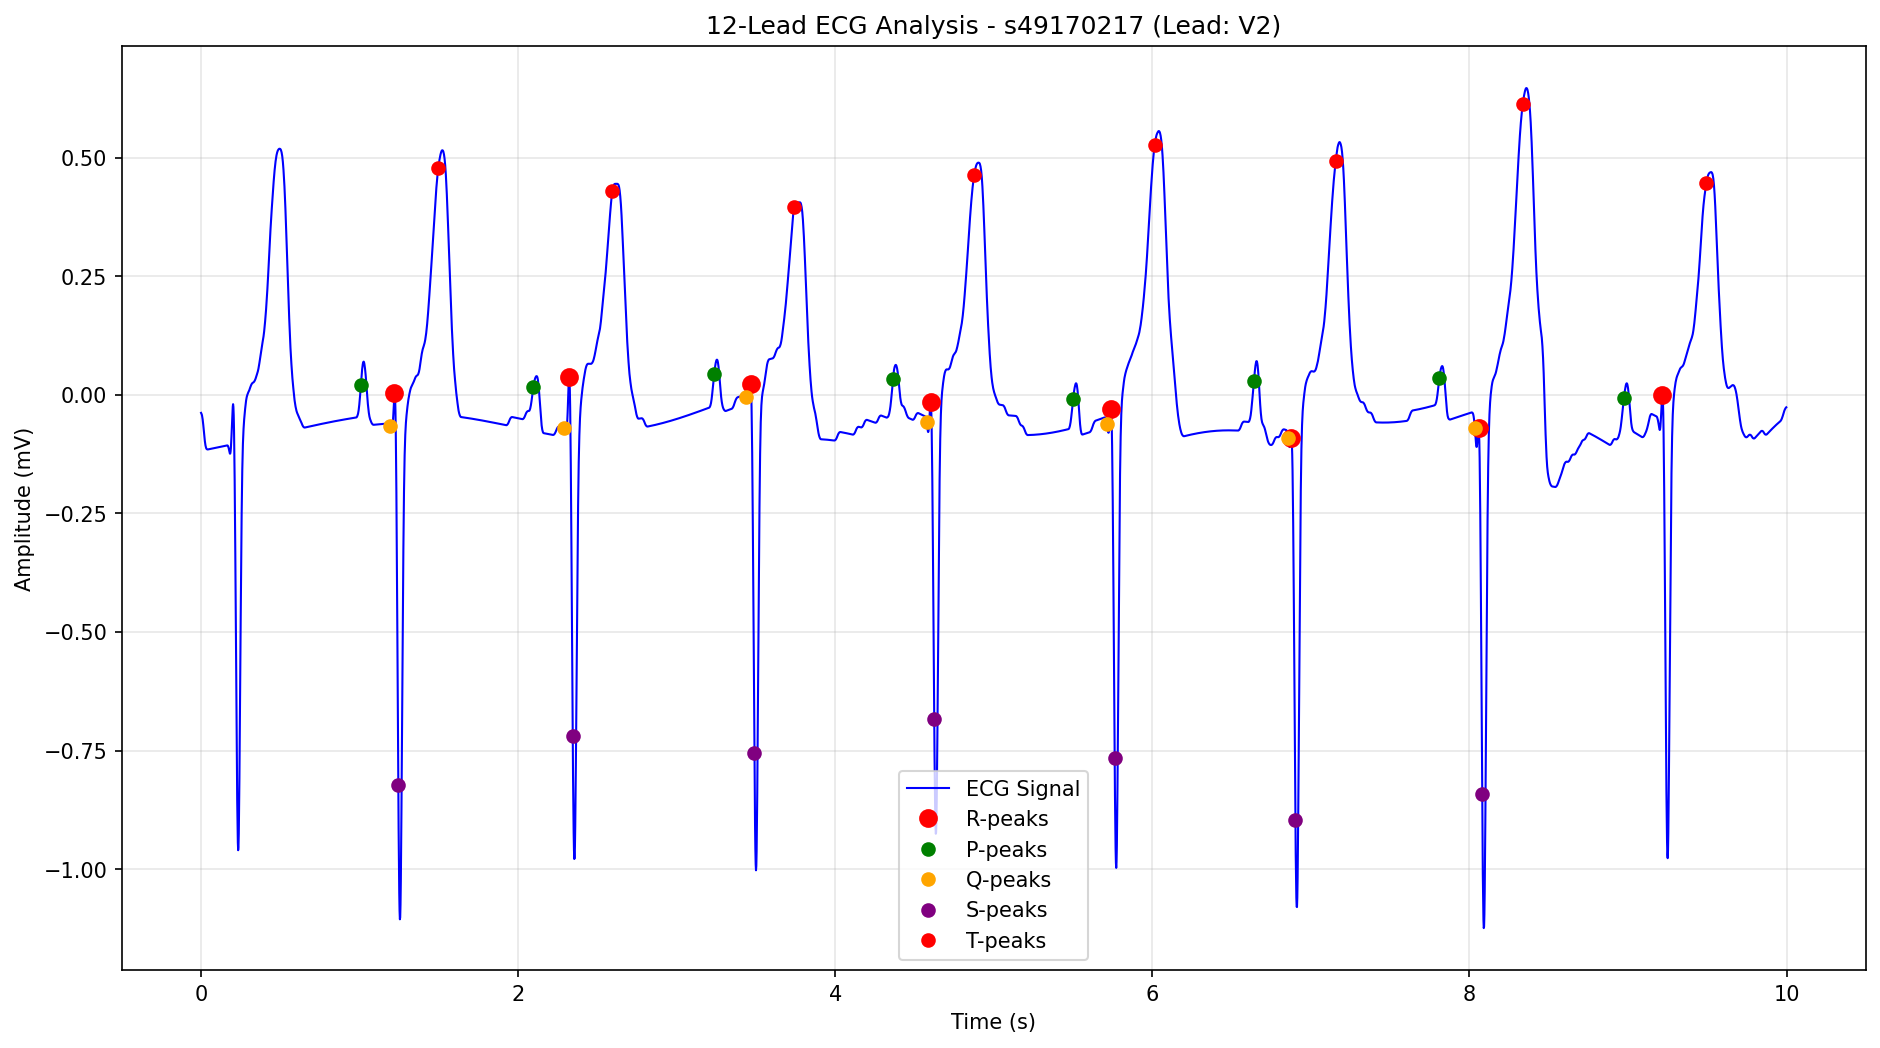 12-Lead ECG Analysis - s49170217 (Lead: V2)
Amplitude (mV)
0.50
0.25
0.00
−0.25
−0.50
−0.75
−1.00
ECG Signal
R-peaks
P-peaks
Q-peaks
S-peaks
T-peaks
0 2 4 6 8 10
Time (s)